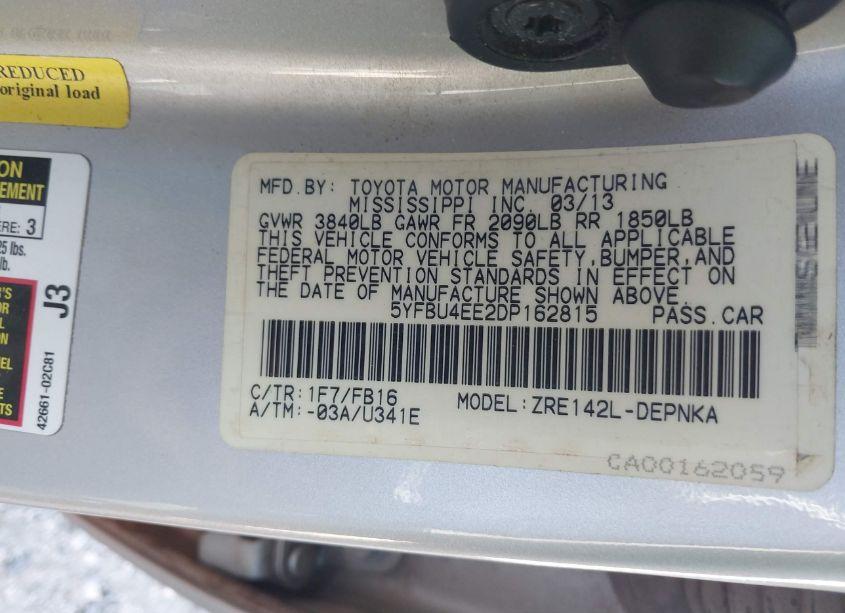 REDUCED
original load
ON
EMENT
ERE: 3
25 lbs.
lb.
J3
42661-02C81
MFD.BY: TOYOTA MOTOR MANUFACTURING
MISSISSIPPI INC. 03/13
GVWR 3840LB GAWR FR 2090LB RR 1850LB
THIS VEHICLE CONFORMS TO ALL APPLICABLE
FEDERAL MOTOR VEHICLE SAFETY,BUMPER,AND
THEFT PREVENTION STANDARDS IN EFFECT ON
THE DATE OF MANUFACTURE SHOWN ABOVE.
5YFBU4EE2DP162815 PASS.CAR
C/TR:1F7/FB16
A/TM:-03A/U341E MODEL:ZRE142L-DEPNKA
CA00162059